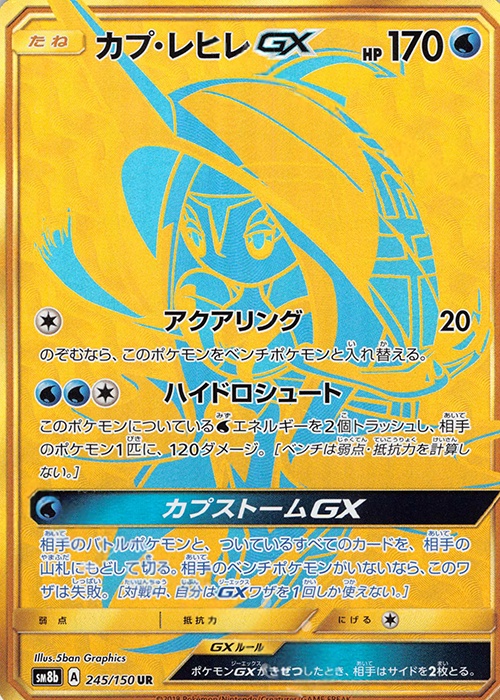 たね カプ・レヒレGX HP170
アクアリング 20
のぞむなら、このポケモンをベンチポケモンと入れ替える。
ハイドロシュート
このポケモンについているエネルギーを2個トラッシュし、相手
のポケモン1匹に、120ダメージ。[ベンチは弱点・抵抗力を計算し
ない。]
カプストームGX
相手のバトルポケモンと、ついているすべてのカードを、相手の
山札にもどして切る。相手のベンチポケモンがいないなら、このワ
ザは失敗。[対戦中、自分はGXワザを1回しか使えない。]
弱点 抵抗力 にげる
GXルール
Illus.5ban Graphics
ポケモンGXがきぜつしたとき、相手はサイドを2枚とる。
SM8b A 245/150 UR
©2018 Pokémon/Nintendo/Creatures/GAME FREAK